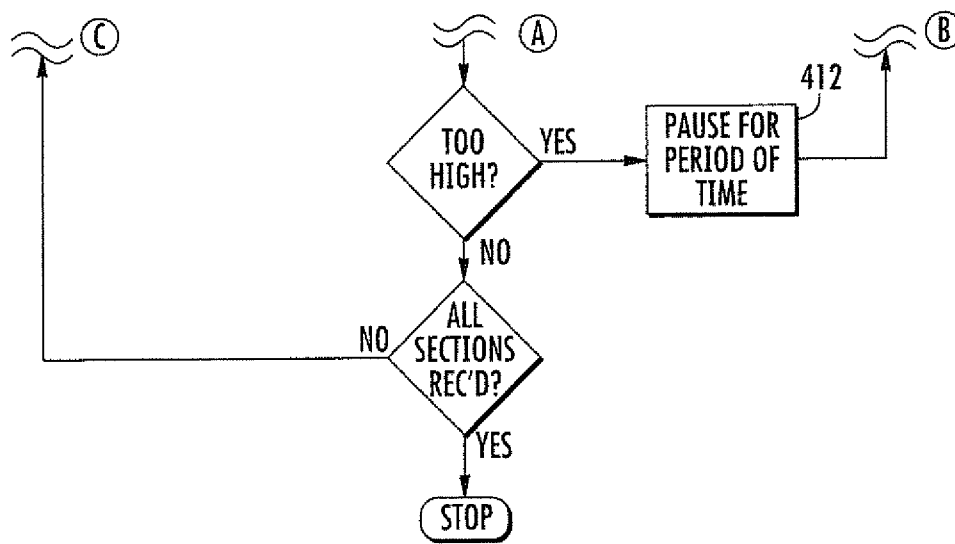 C
A
B
412
TOO
HIGH?
YES
PAUSE FOR
PERIOD OF
TIME
NO
ALL
SECTIONS
REC'D?
NO
YES
STOP